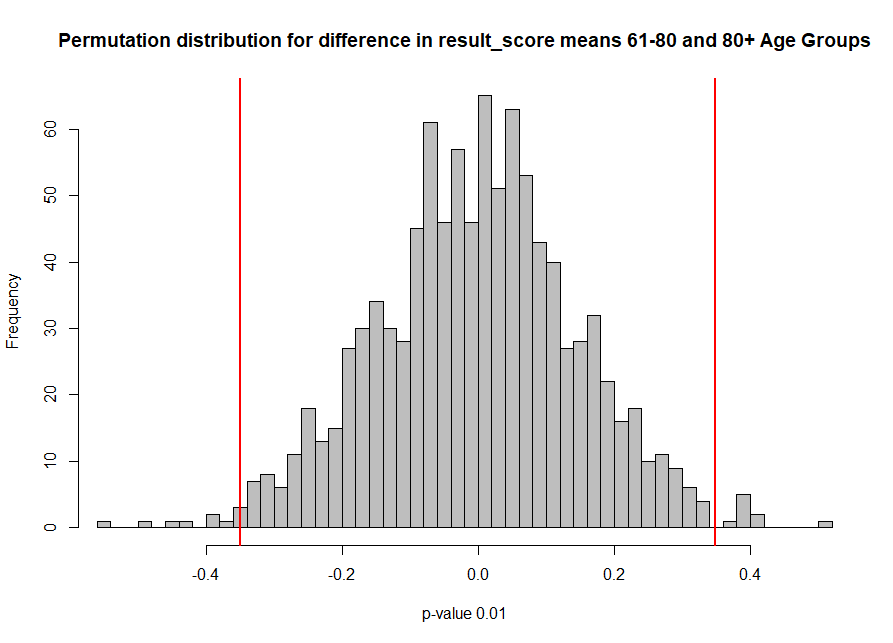 Permutation distribution for difference in result_score means 61-80 and 80+ Age Groups
Frequency
60
50
40
30
20
10
0
-0.4 -0.2 0.0 0.2 0.4
p-value 0.01